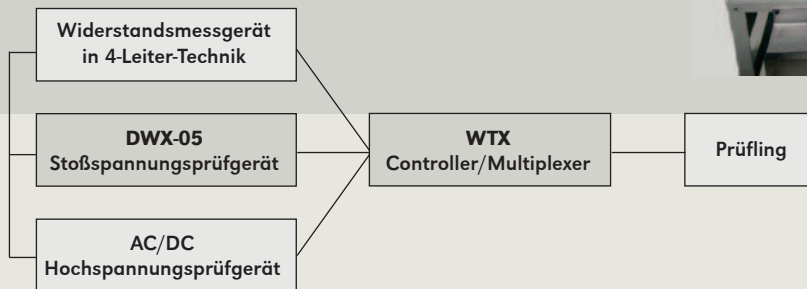 Widerstandsmessgerät
in 4-Leiter-Technik
DWX-05
Stoßspannungsprüfgerät
AC/DC
Hochspannungsprüfgerät
WTX
Controller/Multiplexer
Prüfling